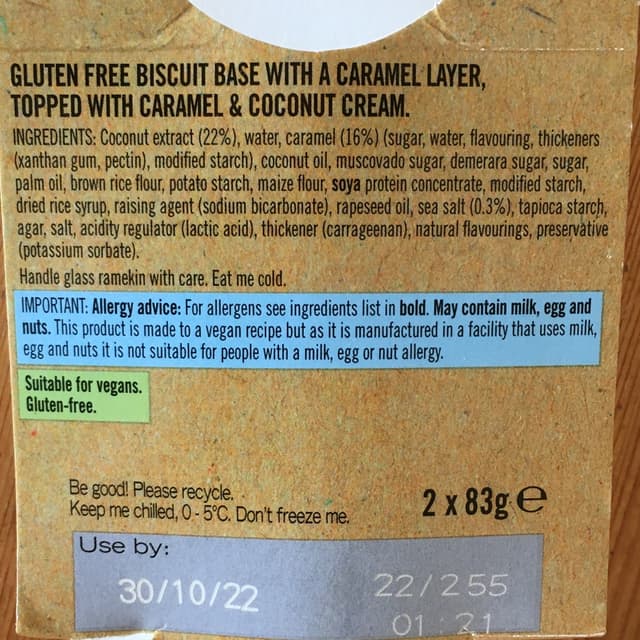 GLUTEN FREE BISCUIT BASE WITH A CARAMEL LAYER,
TOPPED WITH CARAMEL & COCONUT CREAM.
INGREDIENTS: Coconut extract (22%), water, caramel (16%) (sugar, water, flavouring, thickeners
(xanthan gum, pectin), modified starch), coconut oil, muscovado sugar, demerara sugar, sugar,
palm oil, brown rice flour, potato starch, maize flour, soya protein concentrate, modified starch,
dried rice syrup, raising agent (sodium bicarbonate), rapeseed oil, sea salt (0.3%), tapioca starch,
agar, salt, acidity regulator (lactic acid), thickener (carrageenan), natural flavourings, preservative
(potassium sorbate).
Handle glass ramekin with care. Eat me cold.
IMPORTANT: Allergy advice: For allergens see ingredients list in bold. May contain milk, egg and
nuts. This product is made to a vegan recipe but as it is manufactured in a facility that uses milk,
egg and nuts it is not suitable for people with a milk, egg or nut allergy.
Suitable for vegans.
Gluten-free.
Be good! Please recycle.
Keep me chilled, 0 - 5°C. Don't freeze me.
2 x 83g e
Use by:
30/10/22
22/255
01:21